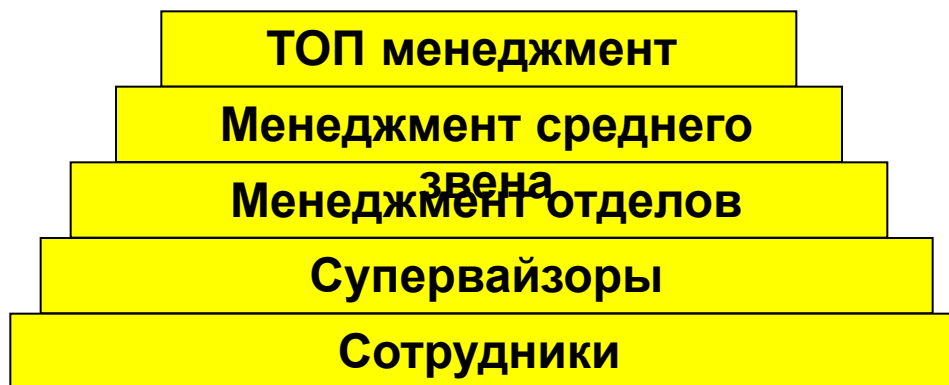 ТОП менеджмент
Менеджмент среднего
звена
Менеджмент отделов
Супервайзоры
Сотрудники